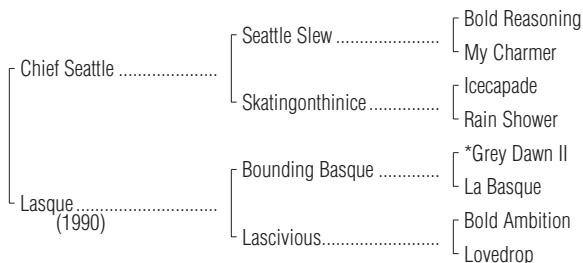 Bold Reasoning
Seattle Slew ....................
My Charmer
Chief Seattle ...................
Icecapade
Skatingonthinice ..............
Rain Shower
*Grey Dawn II
Bounding Basque .............
La Basque
Lasque ...........................
(1990)
Bold Ambition
Lascivious.......................
Lovedrop